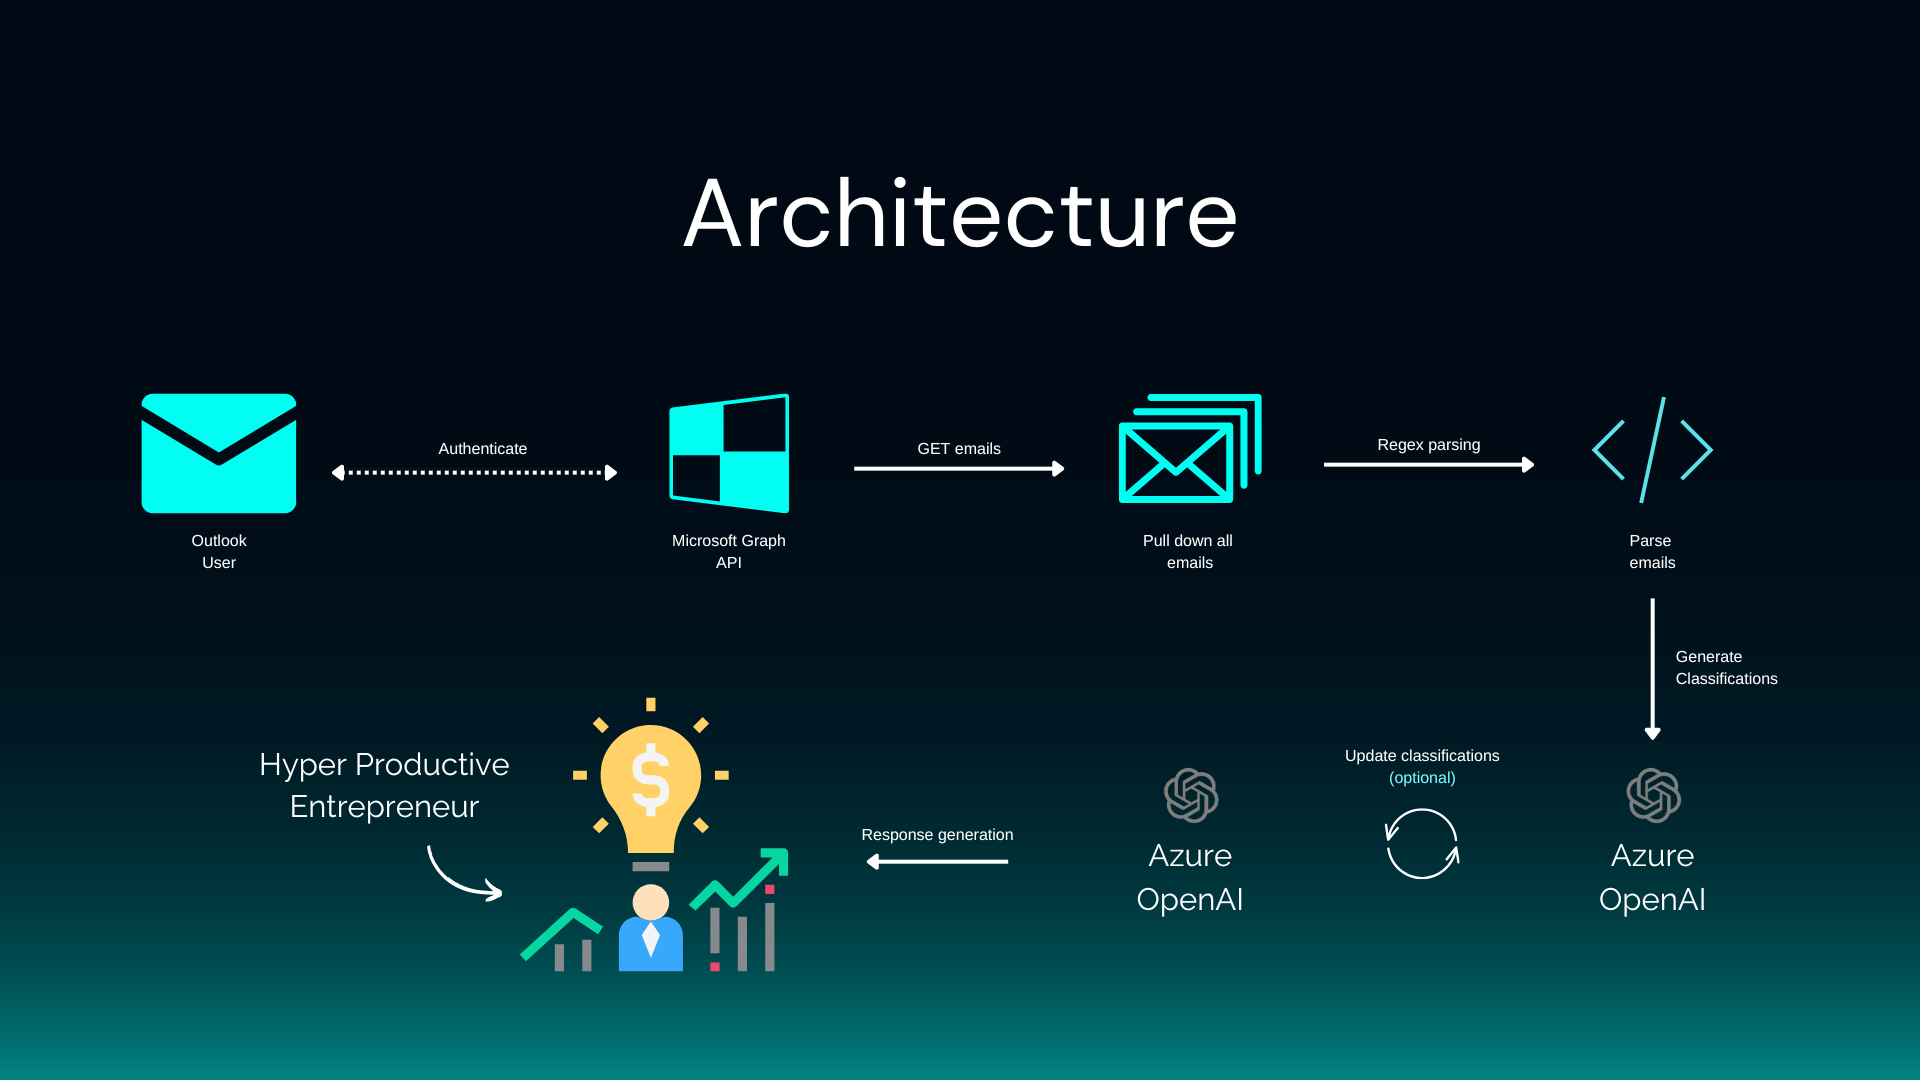 Architecture
Authenticate
GET emails
Regex parsing
Outlook
User
Microsoft Graph
API
Pull down all
emails
Parse
emails
Generate
Classifications
Update classifications
(optional)
Hyper Productive
Entrepreneur
$
Response generation
Azure
OpenAI
Azure
OpenAI